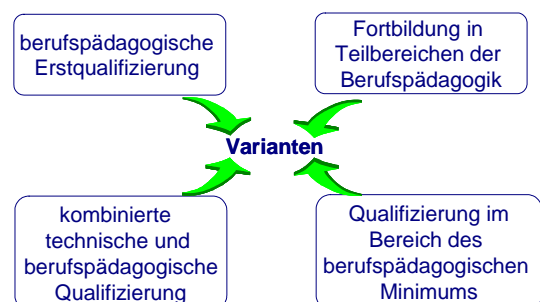 berufspädagogische
Erstqualifizierung
Fortbildung in
Teilbereichen der
Berufspädagogik
Varianten
kombinierte
technische und
berufspädagogische
Qualifizierung
Qualifizierung im
Bereich des
berufspädagogischen
Minimums